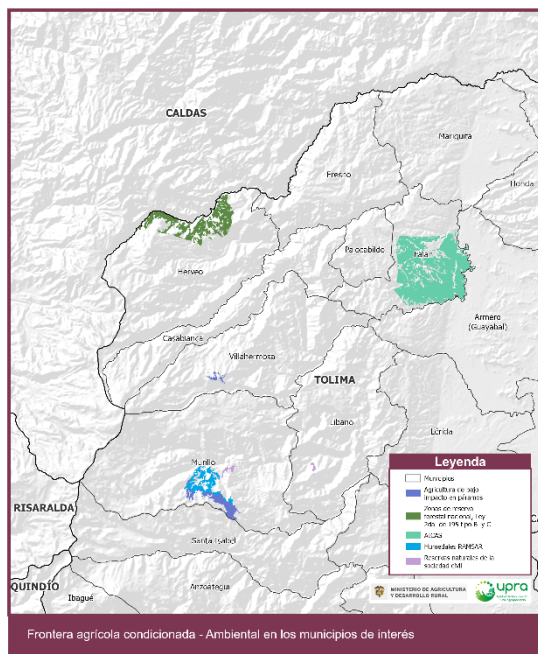 CALDAS
Mariquita
Fresno
Honda
Palocabildo
Falan
Herveo
Armero
(Guayabal)
Casabianca
Villahermosa
TOLIMA
Líbano
Lérida
Murillo
RISARALDA
Santa Isabel
QUINDÍO
Anzoategui
Ibagué
Leyenda
Municipios
Agricultura de bajo
impacto en páramos
Zonas de reserva
forestal nacional, Ley
2da. de 195 tipo B y C
AICAS
Humedales RAMSAR
Reservas naturales de la
sociedad civil
MINISTERIO DE AGRICULTURA
Y DESARROLLO RURAL
upra
Frontera agrícola condicionada - Ambiental en los municipios de interés